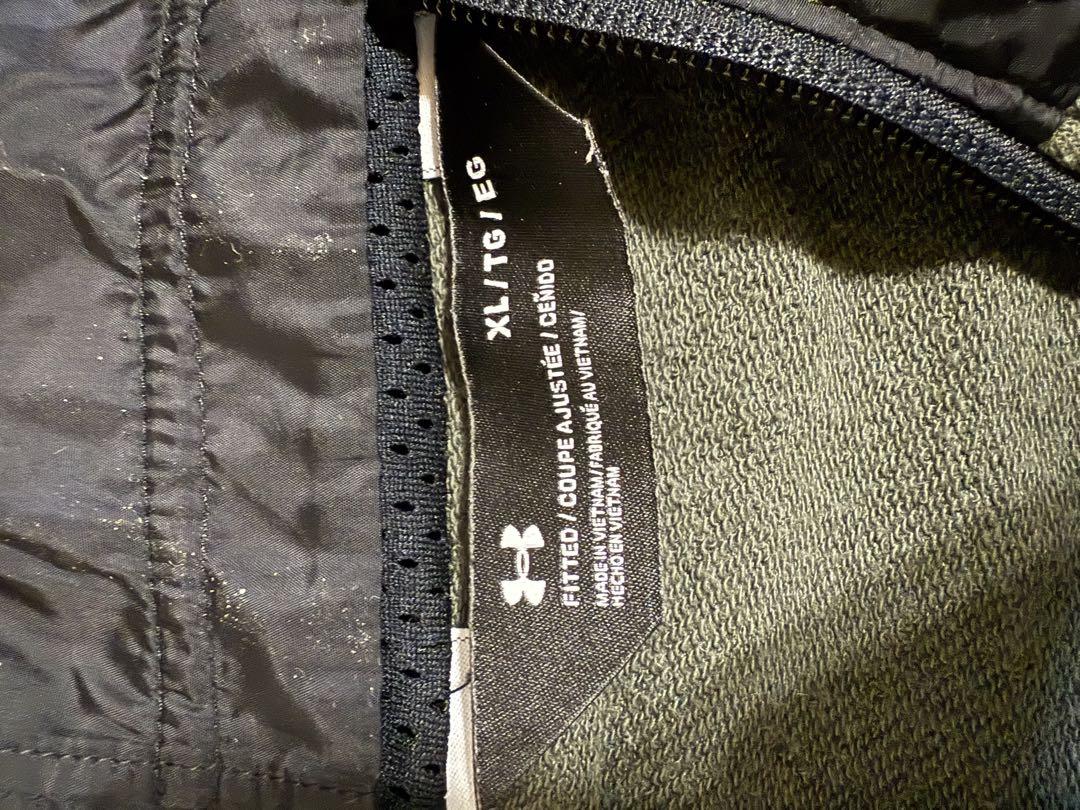 XL / TG / EG
FITTED / COUPE AJUSTÉE / CEÑIDO
MADE IN VIETNAM/FABRIQUÉ AU VIETNAM/
HECHO EN VIETNAM